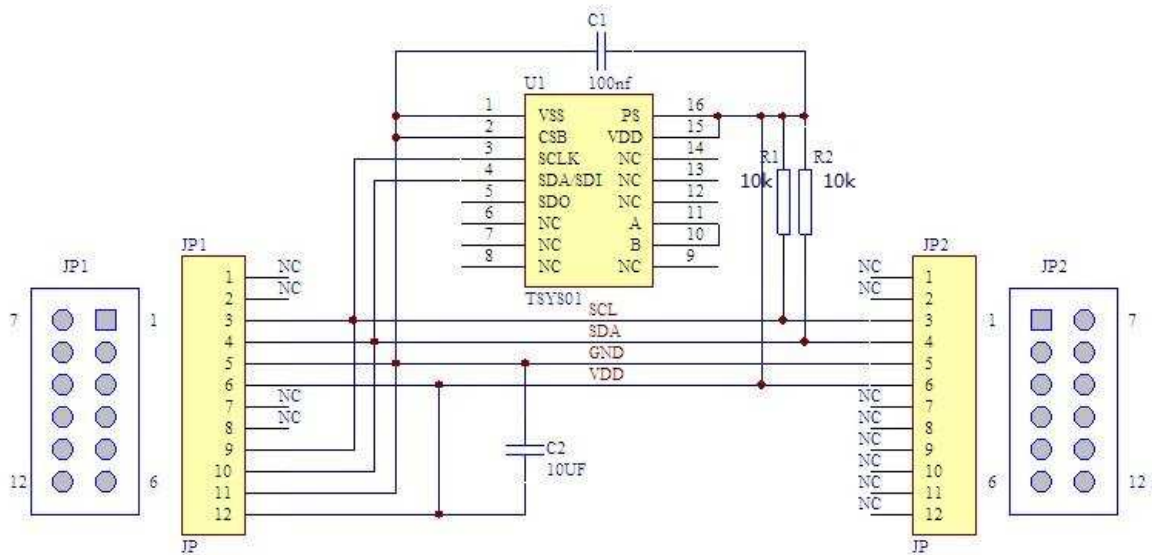 C1
100nf
U1
1 VSS PS 16
2 CSB VDD 15
3 SCLK NC 14
4 SDA/SDI NC 13
5 SDO NC 12
6 NC A 11
7 NC B 10
8 NC NC 9
TSYS01
R1 R2
10k 10k
JP1
7 1
12 6
JP1
NC 1
NC 2
3
4
5
6
NC 7
NC 8
9
10
11
12
JP
SCL
SDA
GND
VDD
C2
10UF
JP2
NC 1
NC 2
3
4
5
6
NC 7
NC 8
NC 9
NC 10
NC 11
NC 12
JP
JP2
1 7
6 12